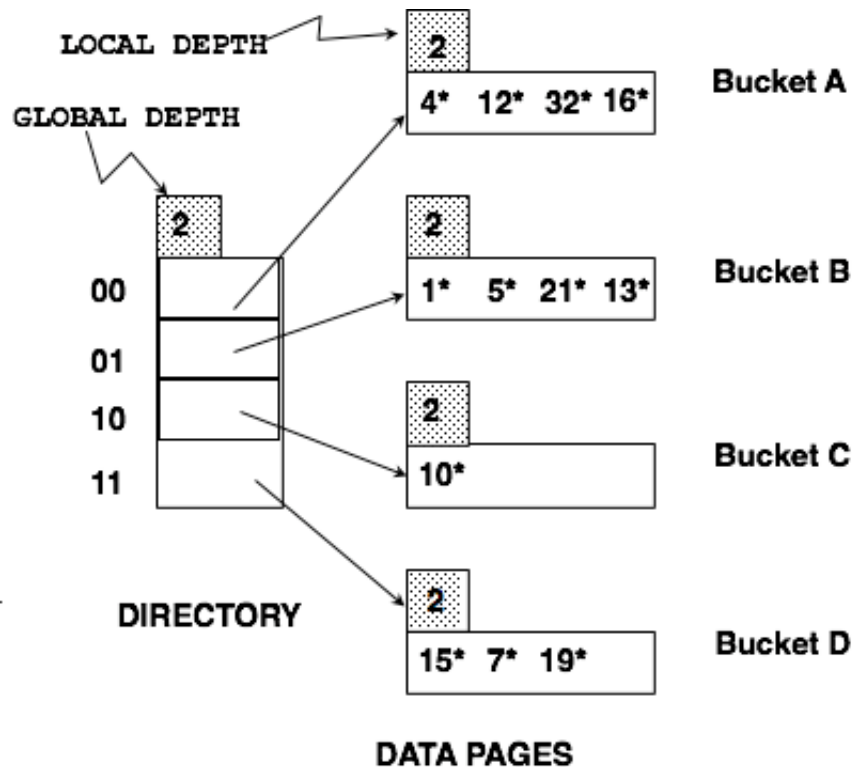 LOCAL DEPTH
GLOBAL DEPTH
2
00
01
10
11
DIRECTORY
2
4* 12* 32* 16*
Bucket A
2
1* 5* 21* 13*
Bucket B
2
10*
Bucket C
2
15* 7* 19*
Bucket D
DATA PAGES